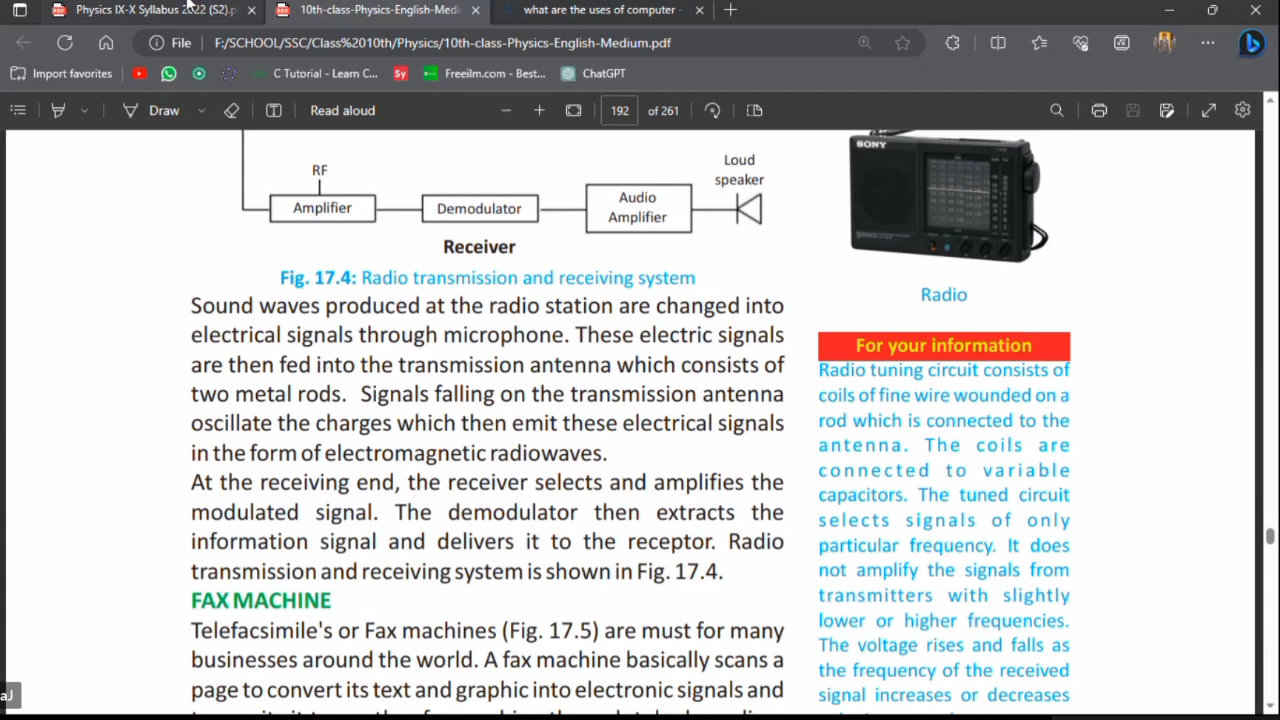 Physics IX-X Syllabus 2022 (S2).p
10th-class-Physics-English-Medi
what are the uses of computer -
File
F:/SCHOOL/SSC/Class%2010th/Physics/10th-class-Physics-English-Medium.pdf
Import favorites
C Tutorial - Learn C...
Sy
Freeilm.com - Best...
ChatGPT
Draw
Read aloud
192 of 261
RF
Amplifier
Demodulator
Audio
Amplifier
Loud
speaker
Receiver
Fig. 17.4: Radio transmission and receiving system
Sound waves produced at the radio station are changed into
electrical signals through microphone. These electric signals
are then fed into the transmission antenna which consists of
two metal rods. Signals falling on the transmission antenna
oscillate the charges which then emit these electrical signals
in the form of electromagnetic radiowaves.
At the receiving end, the receiver selects and amplifies the
modulated signal. The demodulator then extracts the
information signal and delivers it to the receptor. Radio
transmission and receiving system is shown in Fig. 17.4.
FAX MACHINE
Telefacsimile's or Fax machines (Fig. 17.5) are must for many
businesses around the world. A fax machine basically scans a
page to convert its text and graphic into electronic signals and
SONY
Radio
For your information
Radio tuning circuit consists of
coils of fine wire wounded on a
rod which is connected to the
antenna. The coils are
connected to variable
capacitors. The tuned circuit
selects signals of only
particular frequency. It does
not amplify the signals from
transmitters with slightly
lower or higher frequencies.
The voltage rises and falls as
the frequency of the received
signal increases or decreases
aJ